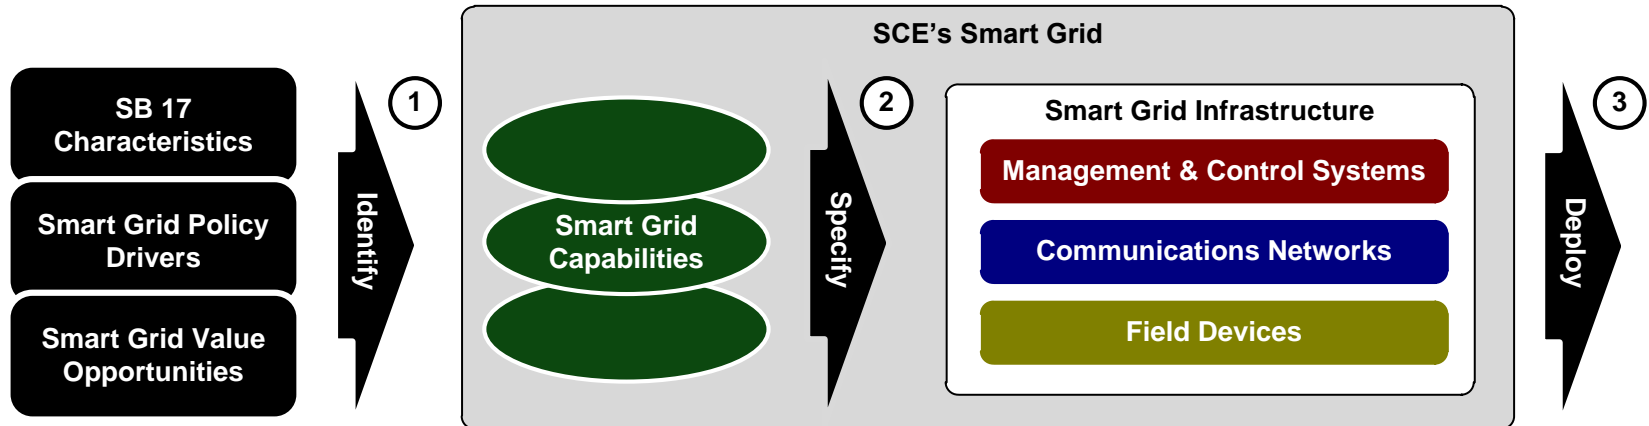 SCE’s Smart Grid
SB 17
Characteristics
Smart Grid Policy
Drivers
Smart Grid Value
Opportunities
Identify
1
Smart Grid
Capabilities
Specify
2
Smart Grid Infrastructure
Management & Control Systems
Communications Networks
Field Devices
Deploy
3